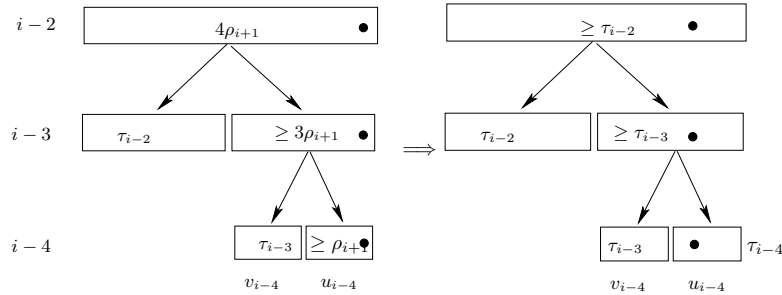 i−2 4ρ_{i+1} ≥ τ_{i−2}
i−3 τ_{i−2} ≥ 3ρ_{i+1} ⟹ τ_{i−2} ≥ τ_{i−3}
i−4 τ_{i−3} ≥ ρ_{i+1} τ_{i−3} τ_{i−4}
v_{i−4} u_{i−4} v_{i−4} u_{i−4}